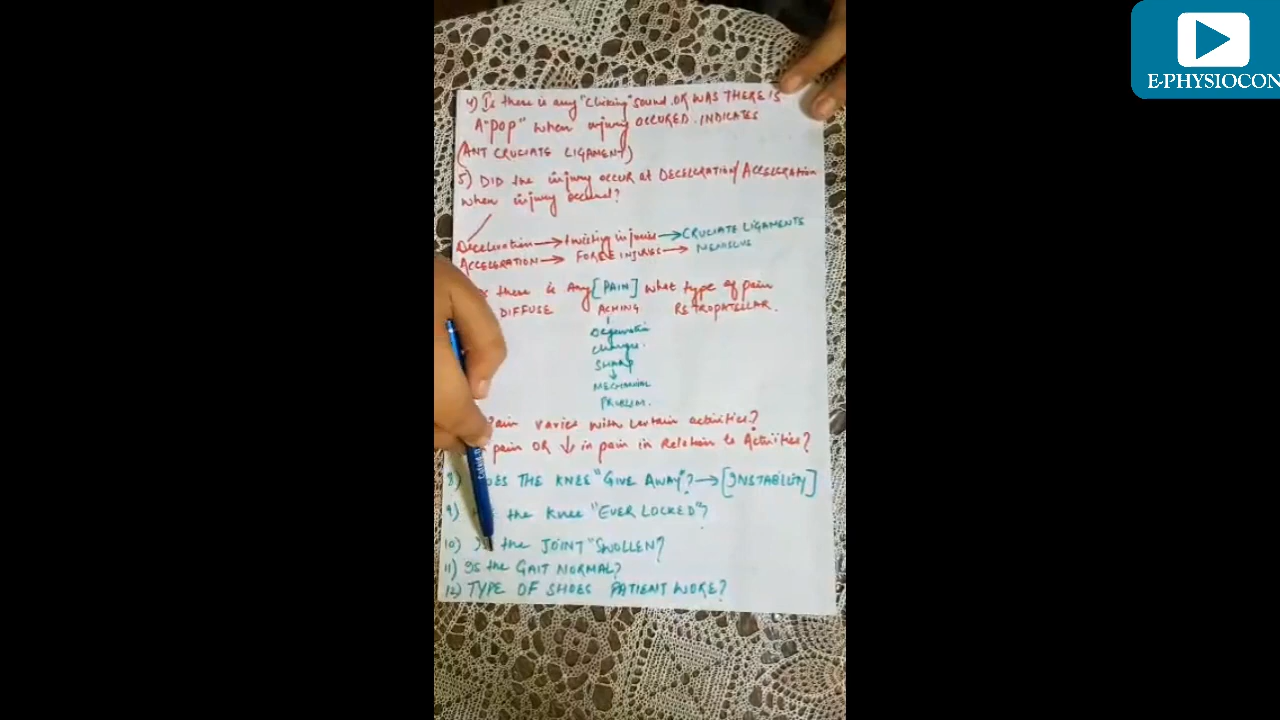 E-PHYSIOCON
4) Is there is any "clicking" sound. OR WAS THERE IS
A "POP" when injury OCCURED. INDICATES
(ANT CRUCIATE LIGAMENT)
5) DID the injury OCCUR at DECELERATION/ACCELERATION
when injury occured?
Deceleration → twisting injuries → CRUCIATE LIGAMENTS
ACCELERATION → FORCE INJURIES → MENISCUS
there is Any [PAIN] what type of pain
DIFFUSE ACHING RETROPATELLAR.
Degenerative
changes.
SHARP
↓
MECHANICAL
PROBLEM.
Pain varies with certain activities?
pain OR ↓ in pain in Relation to Activities?
8) DOES THE KNEE "GIVE AWAY"? → [INSTABILITY]
9) the Knee "EVER LOCKED"?
10) Is the JOINT "SWOLLEN?
11) Is the GAIT NORMAL?
12) TYPE OF SHOES PATIENT WORE?